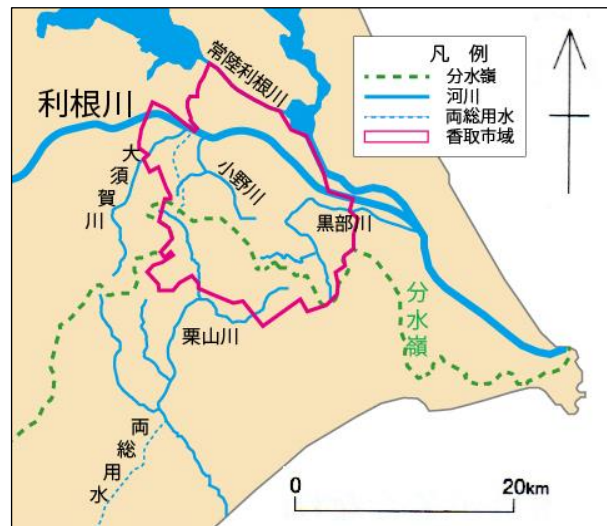 常陸利根川
利根川
大須賀川
小野川
黒部川
栗山川
両総用水
分水嶺
凡 例
分水嶺
河川
両総用水
香取市域
0
20km